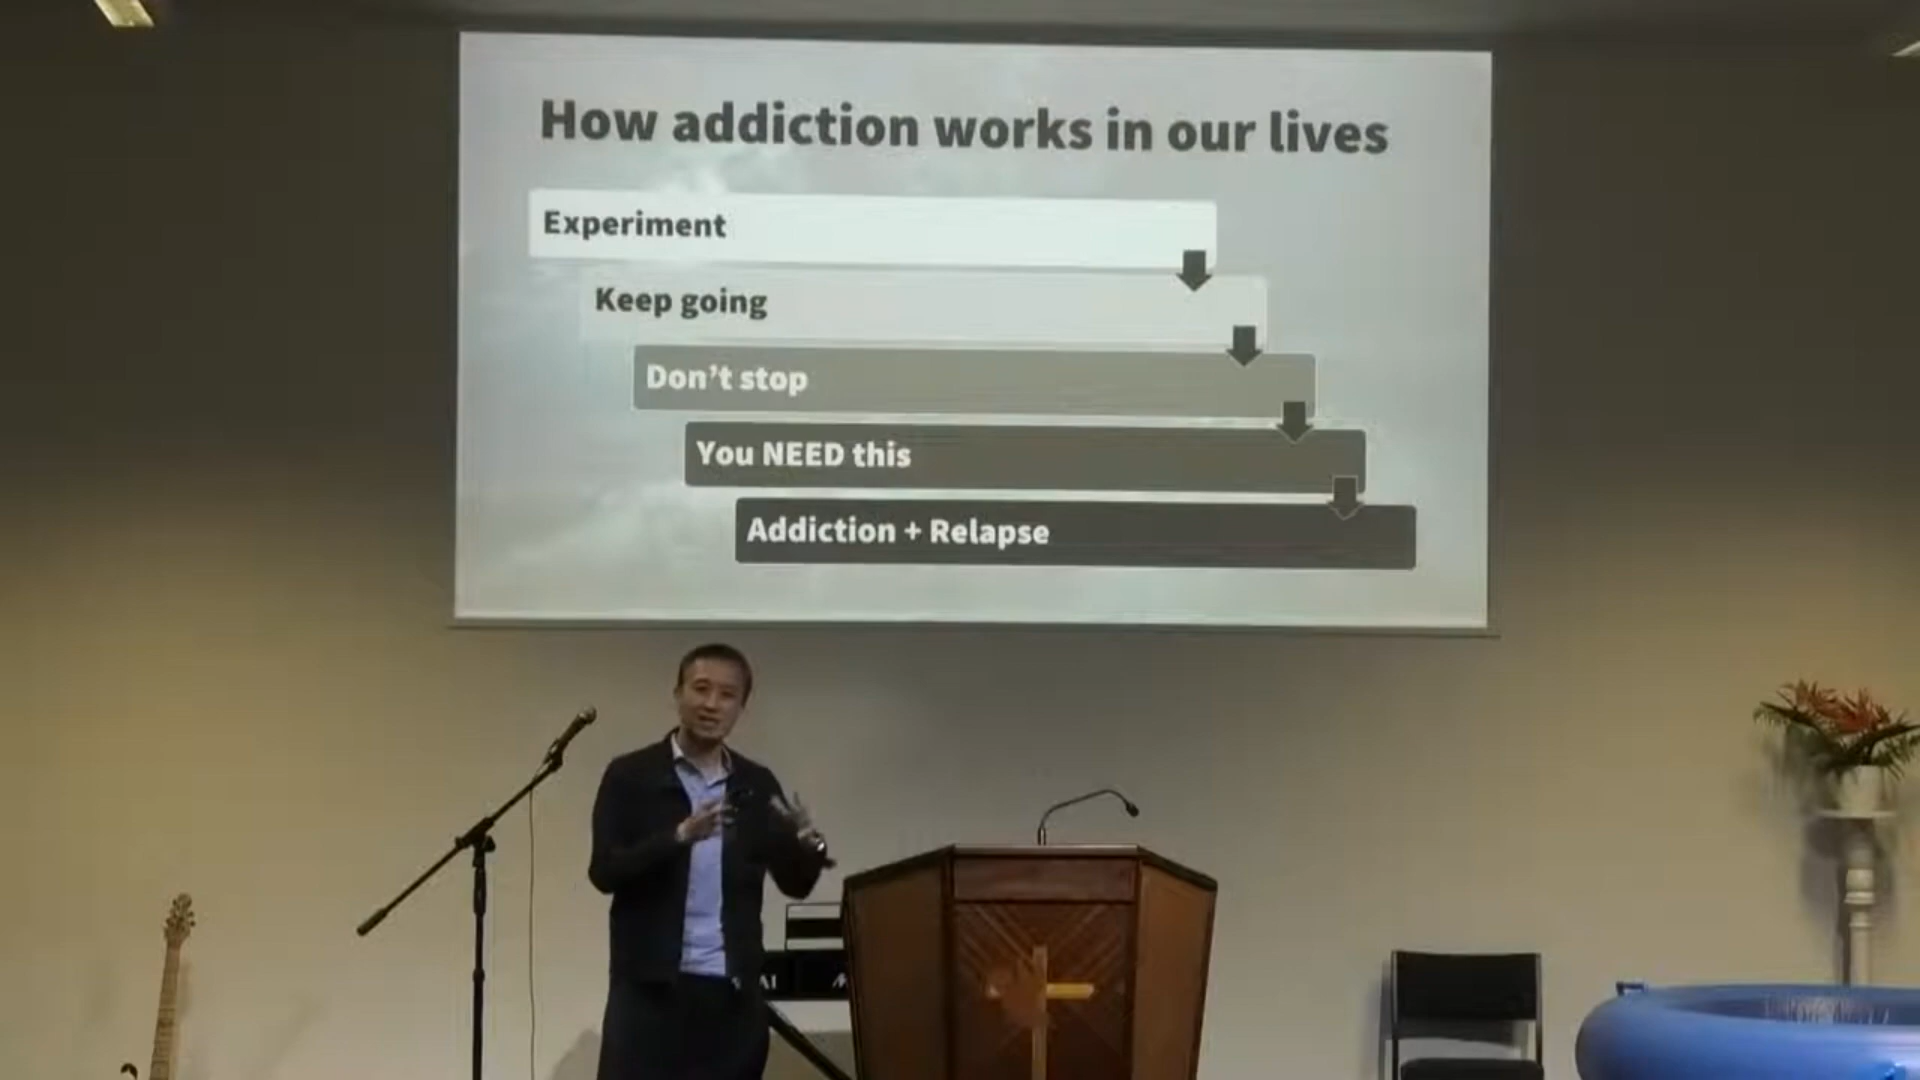 How addiction works in our lives
Experiment
Keep going
Don't stop
You NEED this
Addiction + Relapse